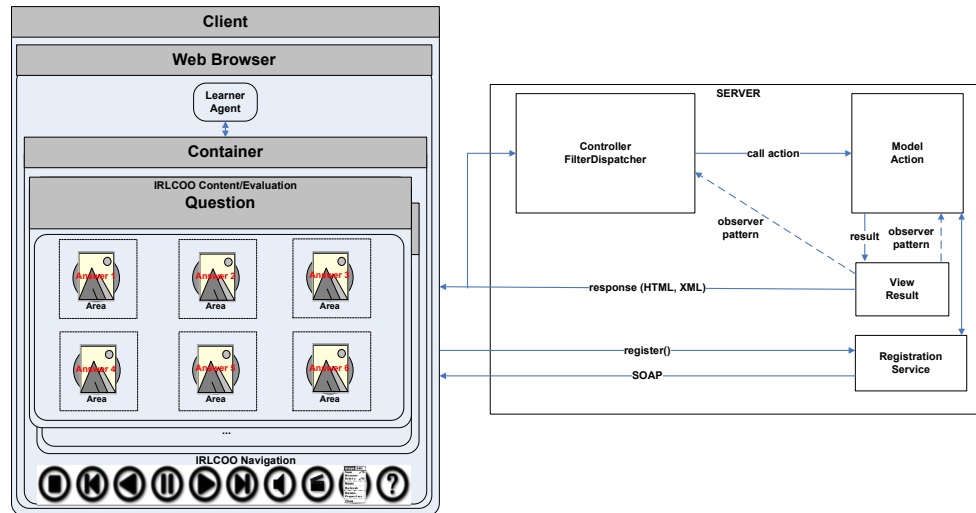 Client
Web Browser
Learner
Agent
Container
IRLCOO Content/Evaluation
Question
Answer 1
Area
Answer 2
Area
Answer 3
Area
Answer 4
Area
Answer 5
Area
Answer 6
Area
...
IRLCOO Navigation
?
SERVER
Controller
FilterDispatcher
call action
Model
Action
observer
pattern
result
observer
pattern
response (HTML, XML)
View
Result
register()
SOAP
Registration
Service